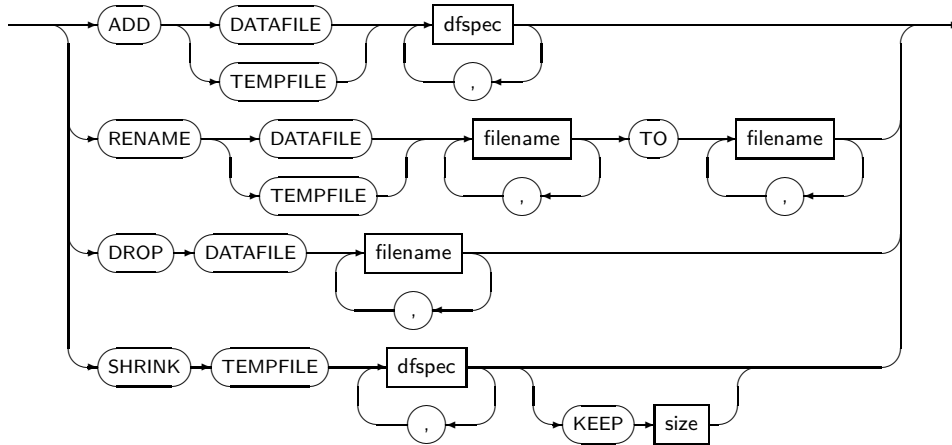 ADD DATAFILE dfspec
TEMPFILE ,
RENAME DATAFILE filename TO filename
TEMPFILE , ,
DROP DATAFILE filename
,
SHRINK TEMPFILE dfspec
, KEEP size